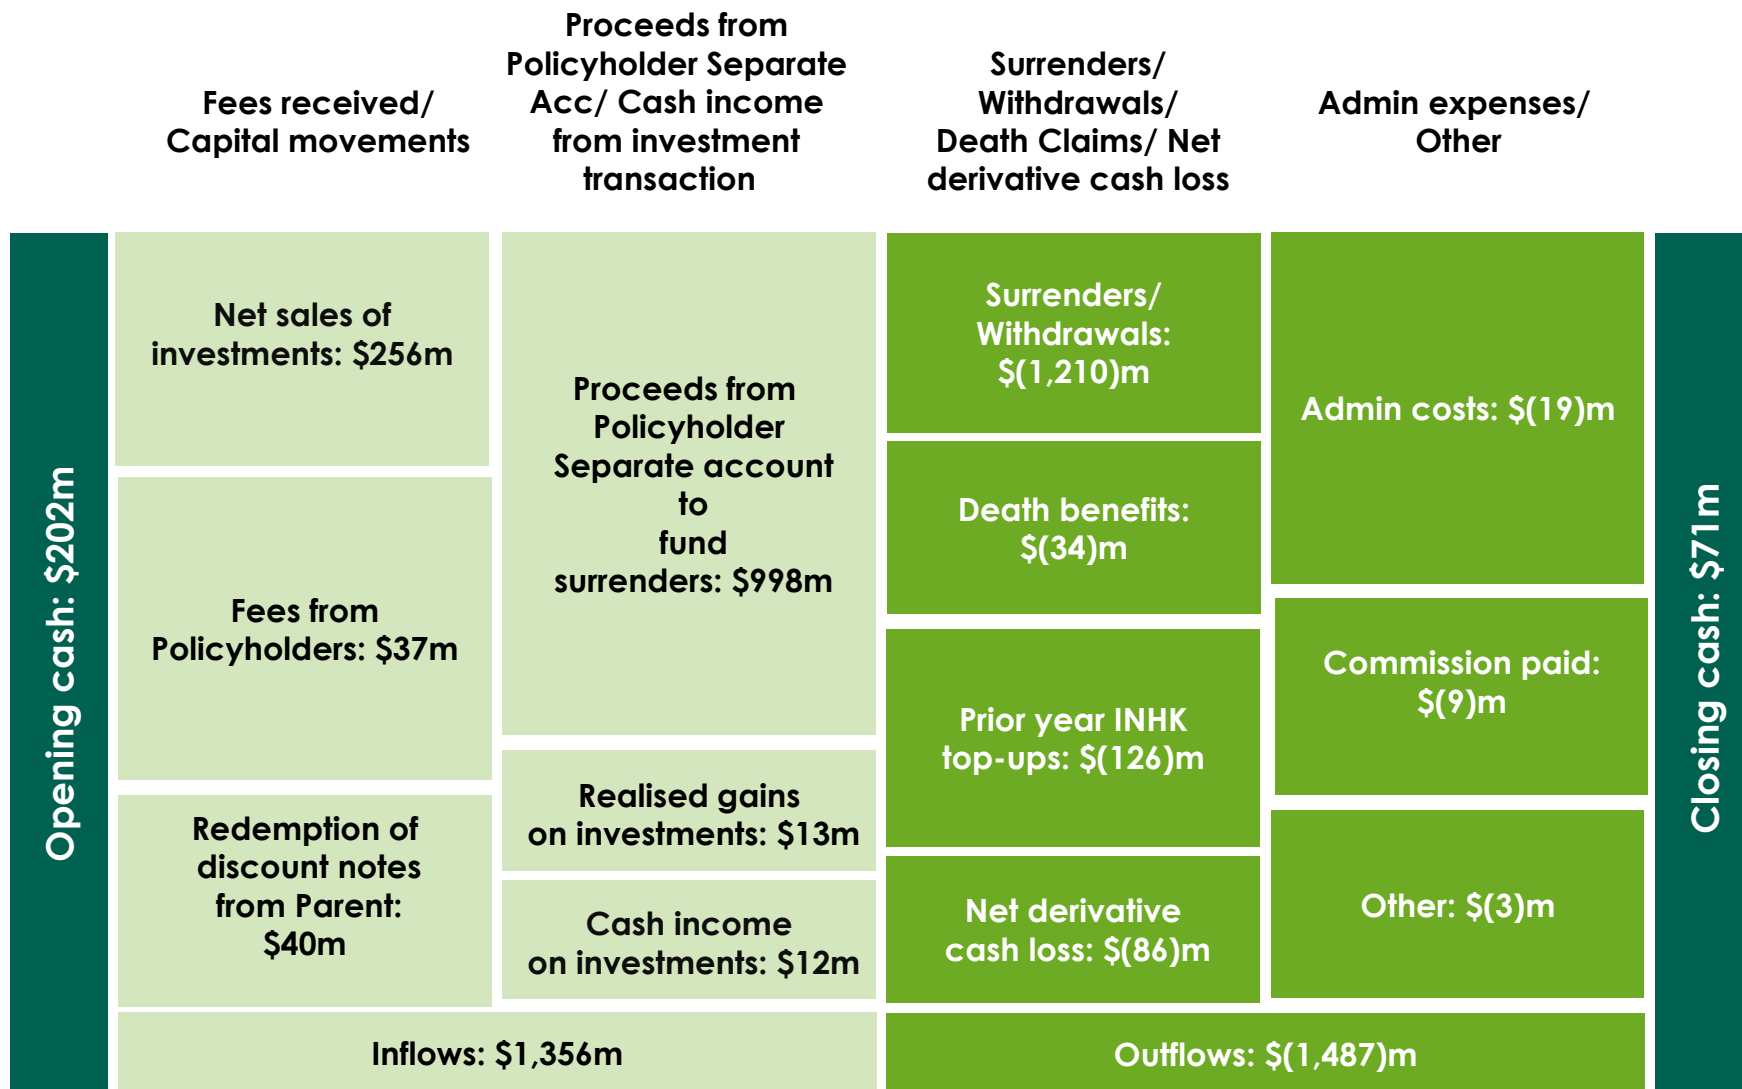 Fees received/
Capital movements
Proceeds from
Policyholder Separate
Acc/ Cash income
from investment
transaction
Surrenders/
Withdrawals/
Death Claims/ Net
derivative cash loss
Admin expenses/
Other
Opening cash: $202m
Net sales of
investments: $256m
Fees from
Policyholders: $37m
Redemption of
discount notes
from Parent:
$40m
Proceeds from
Policyholder
Separate account
to
fund
surrenders: $998m
Realised gains
on investments: $13m
Cash income
on investments: $12m
Inflows: $1,356m
Surrenders/
Withdrawals:
$(1,210)m
Death benefits:
$(34)m
Prior year INHK
top-ups: $(126)m
Net derivative
cash loss: $(86)m
Admin costs: $(19)m
Commission paid:
$(9)m
Other: $(3)m
Outflows: $(1,487)m
Closing cash: $71m